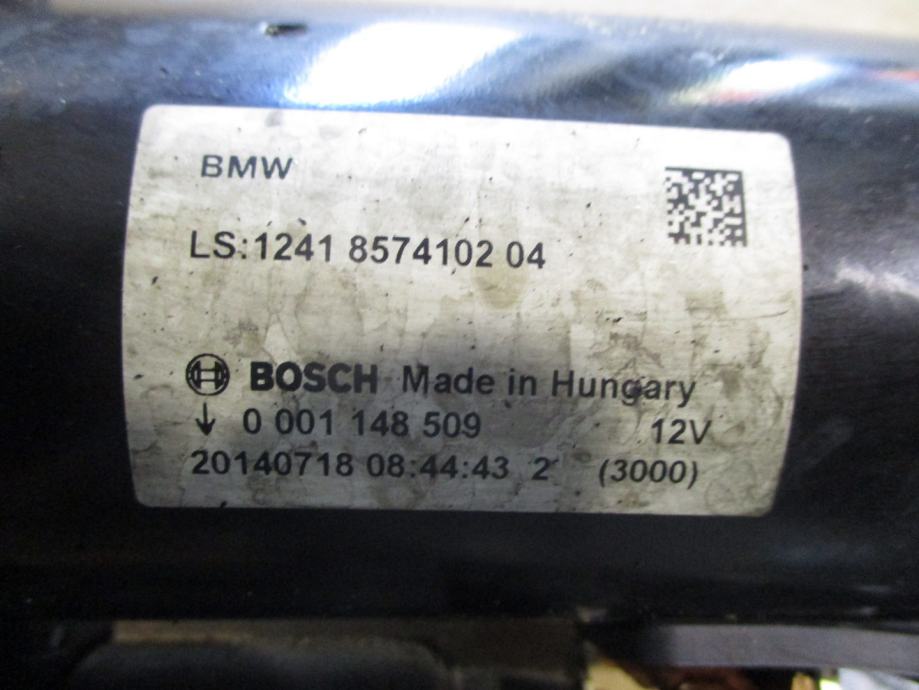 BMW
LS:1241 8574102 04
BOSCH Made in Hungary
↓ 0 001 148 509 12V
20140718 08:44:43 2 (3000)